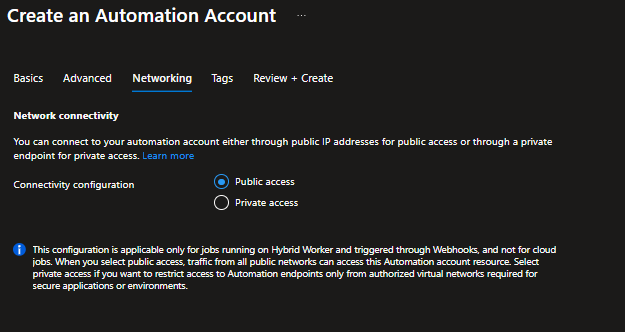 Create an Automation Account ...
Basics Advanced Networking Tags Review + Create
Network connectivity
You can connect to your automation account either through public IP addresses for public access or through a private
endpoint for private access. Learn more
Connectivity configuration
Public access
Private access
This configuration is applicable only for jobs running on Hybrid Worker and triggered through Webhooks, and not for cloud
jobs. When you select public access, traffic from all public networks can access this Automation account resource. Select
private access if you want to restrict access to Automation endpoints only from authorized virtual networks required for
secure applications or environments.